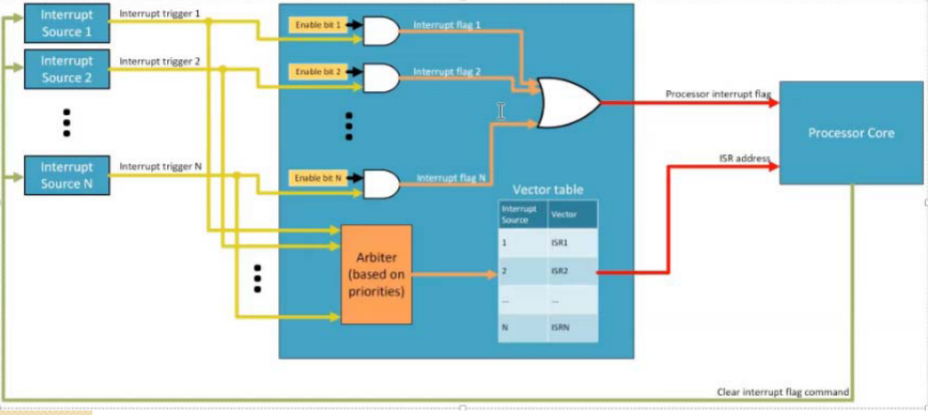 Interrupt
Source 1
Interrupt trigger 1
Enable bit 1
Interrupt flag 1
Interrupt
Source 2
Interrupt trigger 2
Enable bit 2
Interrupt flag 2
Processor interrupt flag
Processor Core
Interrupt
Source N
Interrupt trigger N
Enable bit N
Interrupt flag N
ISR address
Vector table
Interrupt
Source
Vector
1
ISR1
2
ISR2
...
...
N
ISRN
Arbiter
(based on
priorities)
Clear interrupt flag command